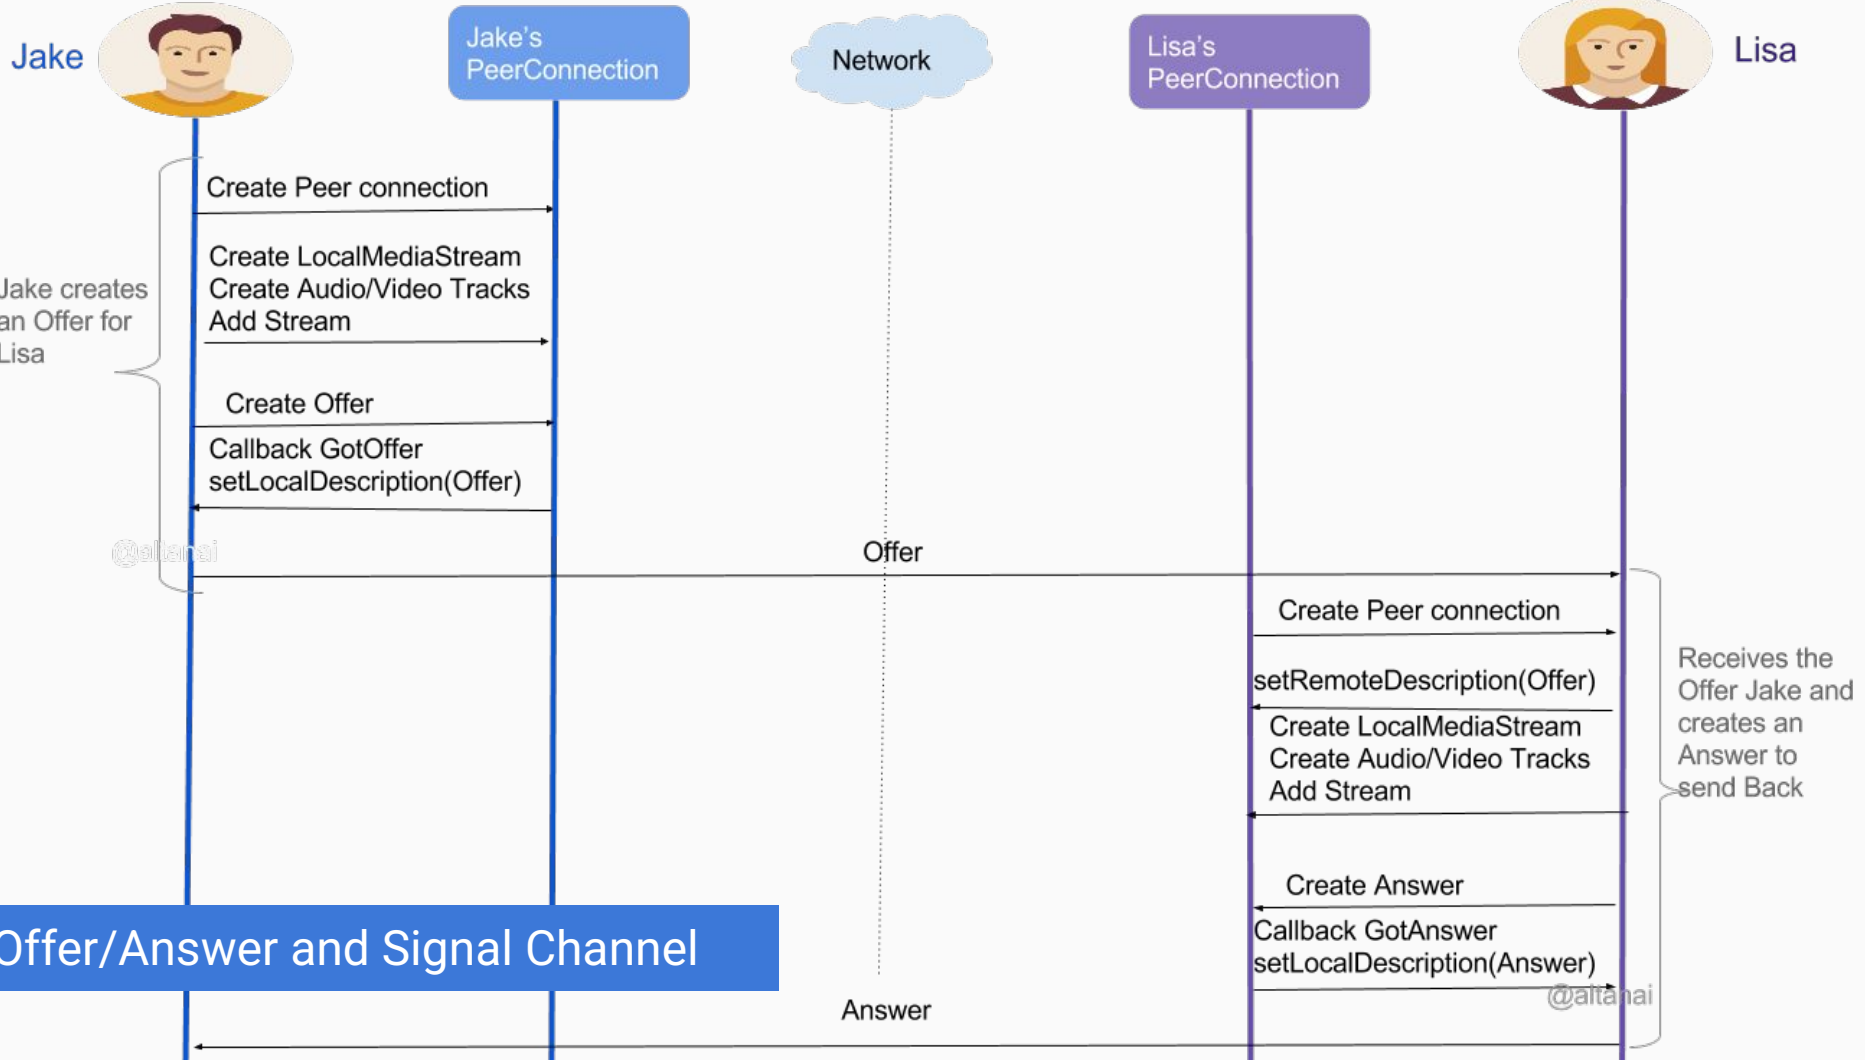 Jake
Jake's
PeerConnection
Network
Lisa's
PeerConnection
Lisa
Create Peer connection
Create LocalMediaStream
Create Audio/Video Tracks
Add Stream
Jake creates
an Offer for
Lisa
Create Offer
Callback GotOffer
setLocalDescription(Offer)
@altanai
Offer
Create Peer connection
setRemoteDescription(Offer)
Create LocalMediaStream
Create Audio/Video Tracks
Add Stream
Receives the
Offer Jake and
creates an
Answer to
send Back
Create Answer
Callback GotAnswer
setLocalDescription(Answer)
@altanai
Offer/Answer and Signal Channel
Answer